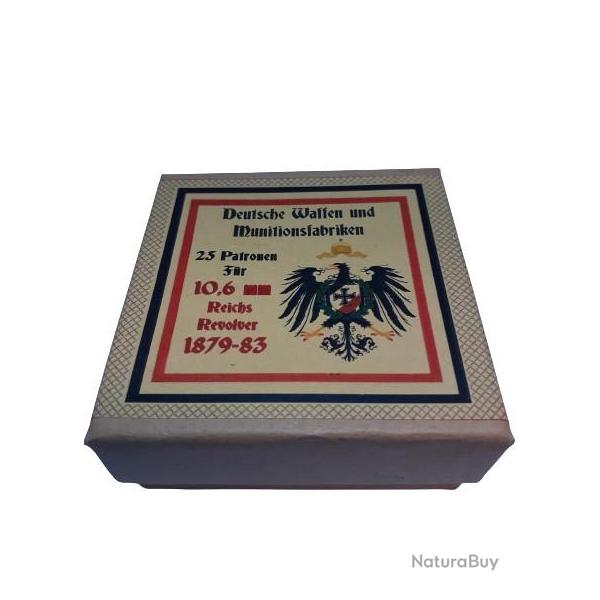 Deutsche Waffen und
Munitionsfabriken
25 Patronen
Für
10,6 mm
Reichs
Revolver
1879-83
NaturaBuy